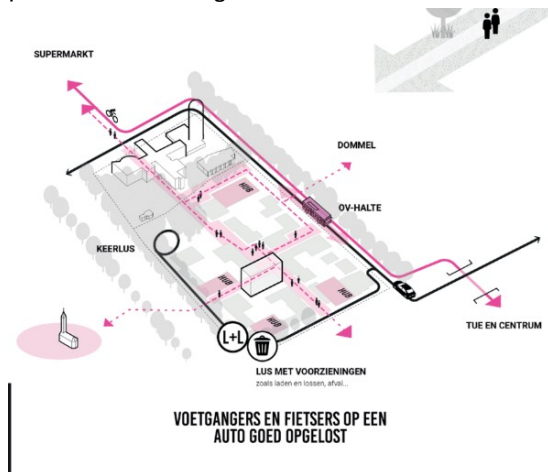 SUPERMARKT
DOMMEL
OV-HALTE
KEERLUS
HUB
HUB
HUB
HUB
TUE EN CENTRUM
L+L
LUS MET VOORZIENINGEN
zoals laden en lossen, afval...
VOETGANGERS EN FIETSERS OP EEN
AUTO GOED OPGELOST